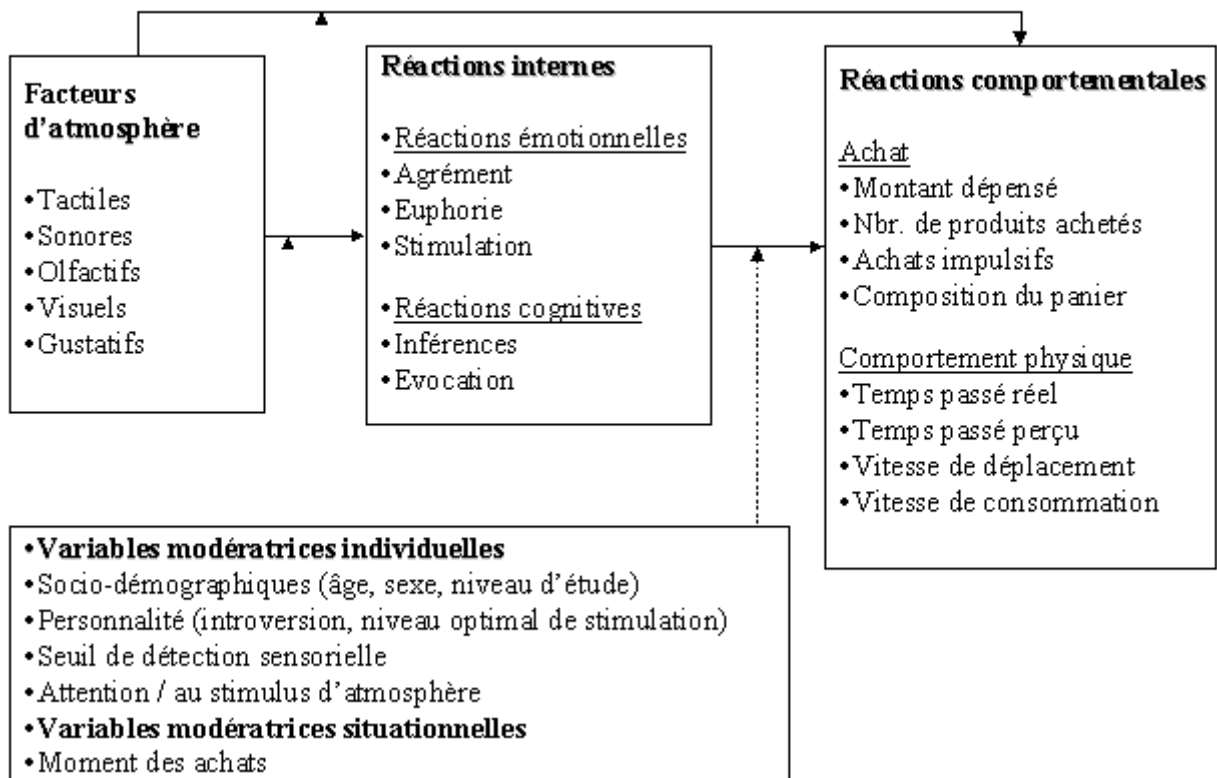 Facteurs
d'atmosphère
•Tactiles
•Sonores
•Olfactifs
•Visuels
•Gustatifs
Réactions internes
•Réactions émotionnelles
•Agrément
•Euphorie
•Stimulation
•Réactions cognitives
•Inférences
•Evocation
Réactions comportementales
Achat
•Montant dépensé
•Nbr. de produits achetés
•Achats impulsifs
•Composition du panier
Comportement physique
•Temps passé réel
•Temps passé perçu
•Vitesse de déplacement
•Vitesse de consommation
•Variables modératrices individuelles
•Socio-démographiques (âge, sexe, niveau d'étude)
•Personnalité (introversion, niveau optimal de stimulation)
•Seuil de détection sensorielle
•Attention / au stimulus d'atmosphère
•Variables modératrices situationnelles
•Moment des achats